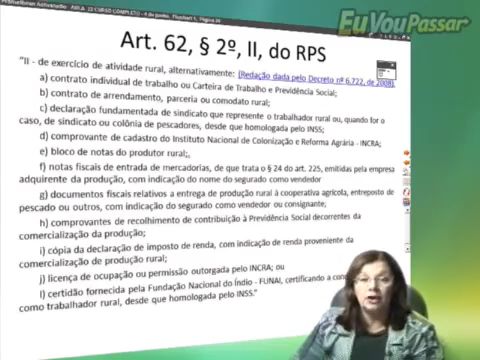 EuVouPassar
Art. 62, § 2º, II, do RPS
"II - de exercício de atividade rural, alternativamente: (Redação dada pelo Decreto nº 6.722, de 2008).
a) contrato individual de trabalho ou Carteira de Trabalho e Previdência Social;
b) contrato de arrendamento, parceria ou comodato rural;
c) declaração fundamentada de sindicato que represente o trabalhador rural ou, quando for o
caso, de sindicato ou colônia de pescadores, desde que homologada pelo INSS;
d) comprovante de cadastro do Instituto Nacional de Colonização e Reforma Agrária - INCRA;
e) bloco de notas do produtor rural;
f) notas fiscais de entrada de mercadorias, de que trata o § 24 do art. 225, emitidas pela empresa
adquirente da produção, com indicação do nome do segurado como vendedor
g) documentos fiscais relativos a entrega de produção rural à cooperativa agrícola, entreposto de
pescado ou outros, com indicação do segurado como vendedor ou consignante;
h) comprovantes de recolhimento de contribuição à Previdência Social decorrentes da
comercialização da produção;
i) cópia da declaração de imposto de renda, com indicação de renda proveniente da
comercialização de produção rural;
j) licença de ocupação ou permissão outorgada pelo INCRA; ou
l) certidão fornecida pela Fundação Nacional do Índio - FUNAI, certificando a
como trabalhador rural, desde que homologada pelo INSS."